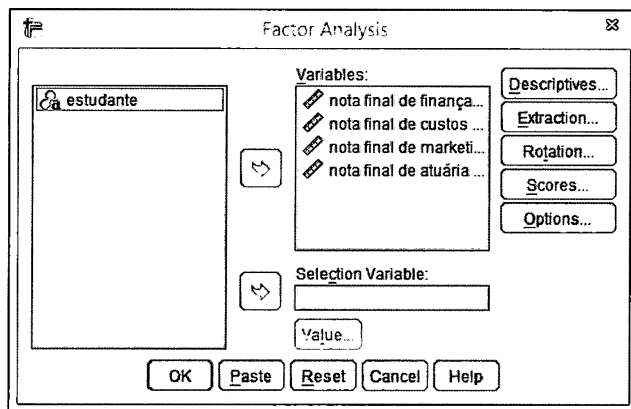 Factor Analysis
estudante
Variables:
nota final de finança...
nota final de custos ...
nota final de marketi...
nota final de atuária ...
Selection Variable:
Value...
Descriptives...
Extraction...
Rotation...
Scores...
Options...
OK Paste Reset Cancel Help